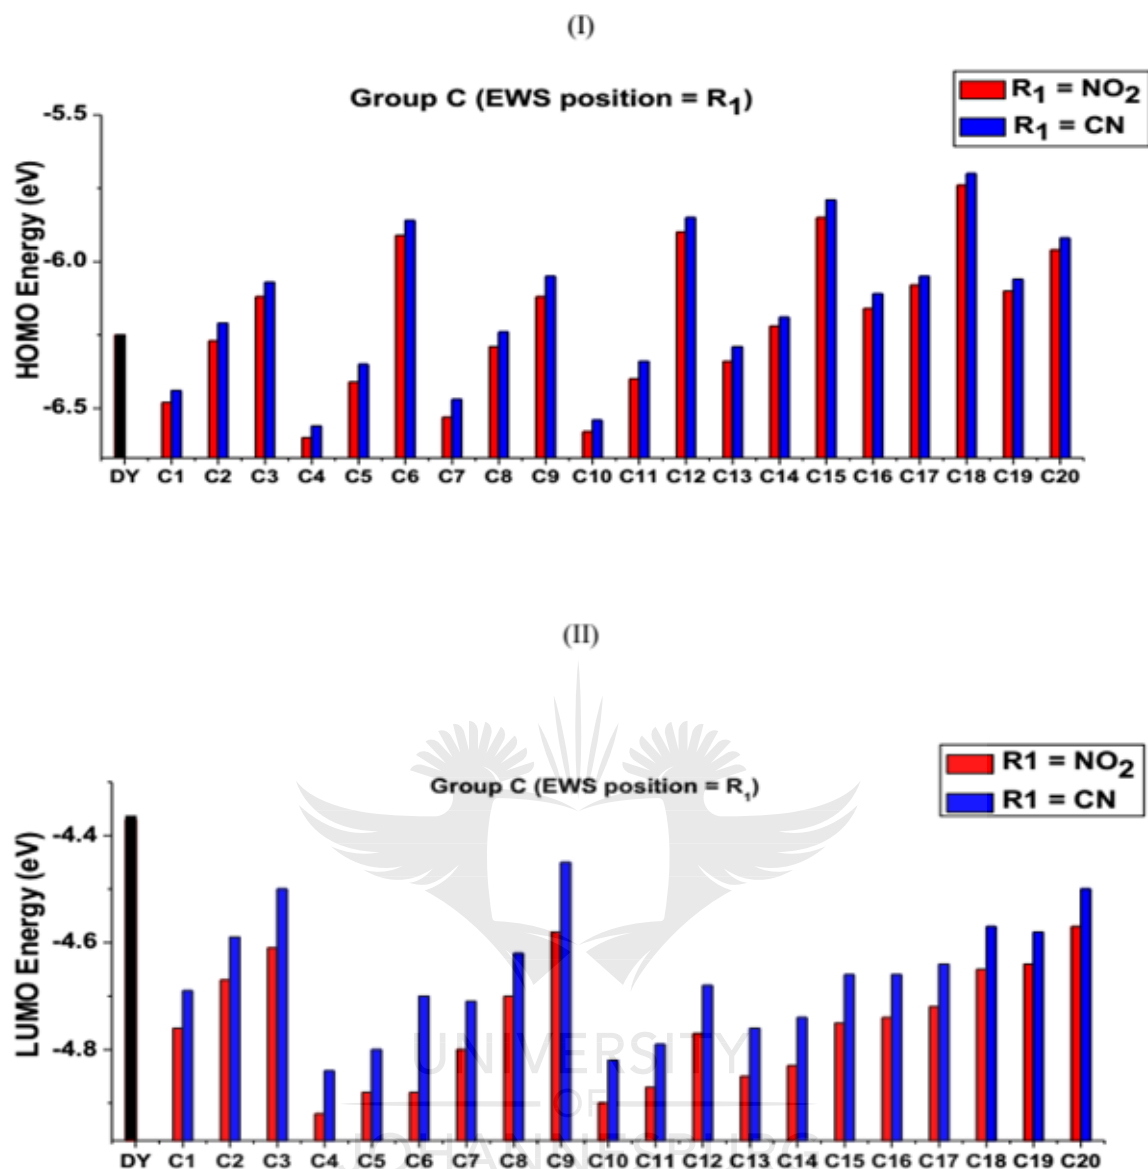 (I)
Group C (EWS position = R₁)
R₁ = NO₂
R₁ = CN
HOMO Energy (eV)
-5.5
-6.0
-6.5
DY C1 C2 C3 C4 C5 C6 C7 C8 C9 C10 C11 C12 C13 C14 C15 C16 C17 C18 C19 C20
(II)
Group C (EWS position = R₁)
R1 = NO₂
R1 = CN
LUMO Energy (eV)
-4.4
-4.6
-4.8
UNIVERSITY
OF
JOHANNESBURG
DY C1 C2 C3 C4 C5 C6 C7 C8 C9 C10 C11 C12 C13 C14 C15 C16 C17 C18 C19 C20